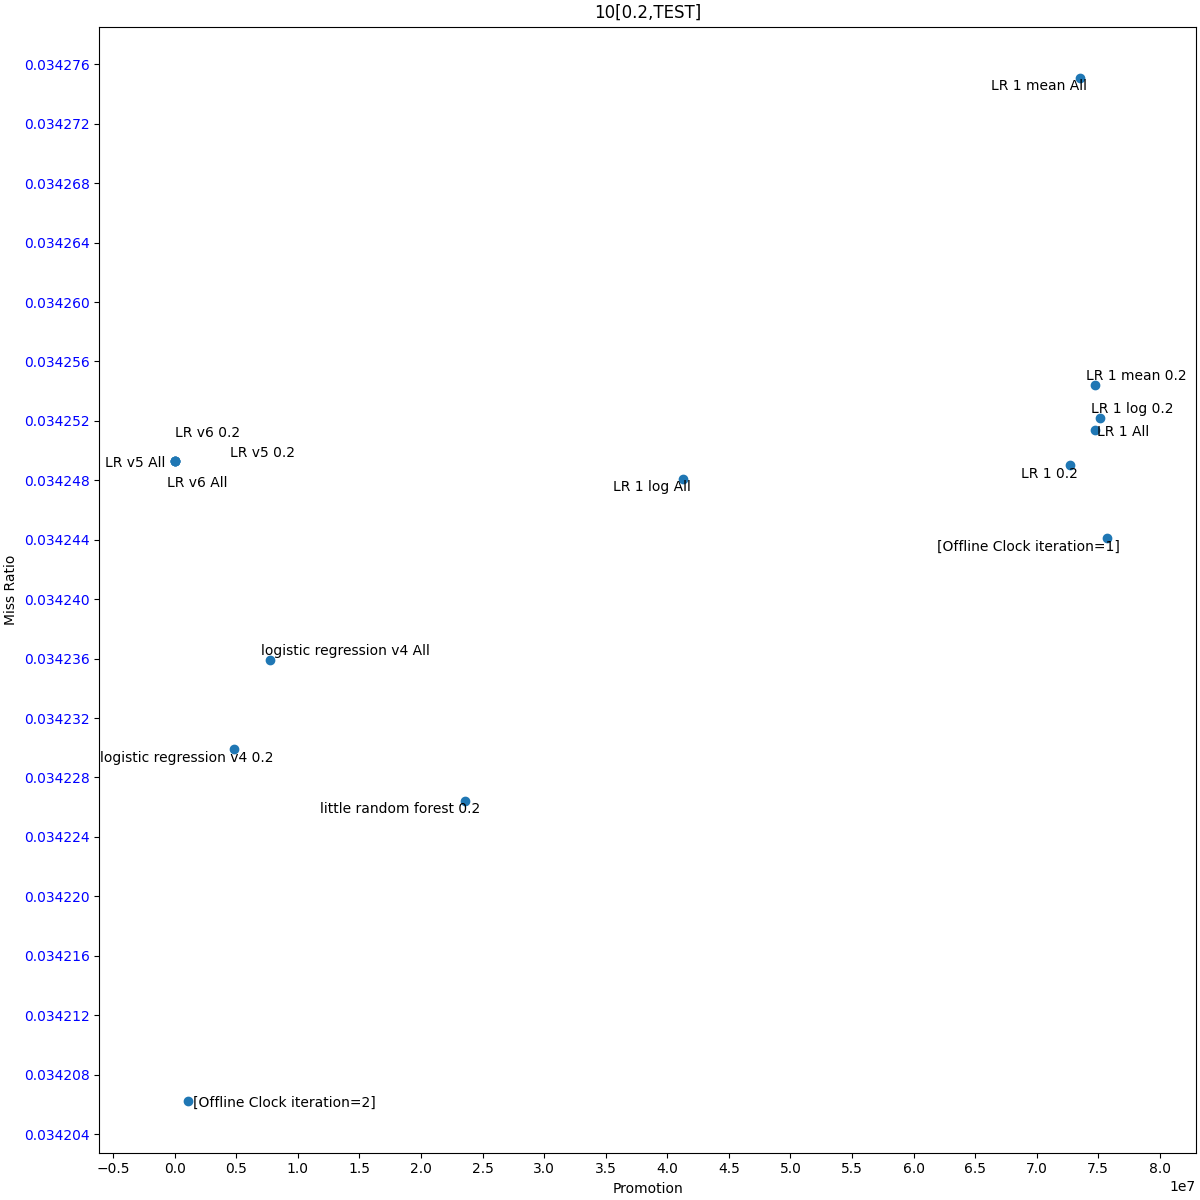 10[0.2,TEST]
0.034276
LR 1 mean All
0.034272
0.034268
0.034264
0.034260
0.034256
LR 1 mean 0.2
LR 1 log 0.2
0.034252
LR 1 All
LR v6 0.2
LR v5 0.2
LR v5 All
LR 1 0.2
0.034248
LR v6 All
LR 1 log All
0.034244
[Offline Clock iteration=1]
Miss Ratio
0.034240
logistic regression v4 All
0.034236
0.034232
logistic regression v4 0.2
0.034228
little random forest 0.2
0.034224
0.034220
0.034216
0.034212
0.034208
[Offline Clock iteration=2]
0.034204
−0.5 0.0 0.5 1.0 1.5 2.0 2.5 3.0 3.5 4.0 4.5 5.0 5.5 6.0 6.5 7.0 7.5 8.0
1e7
Promotion